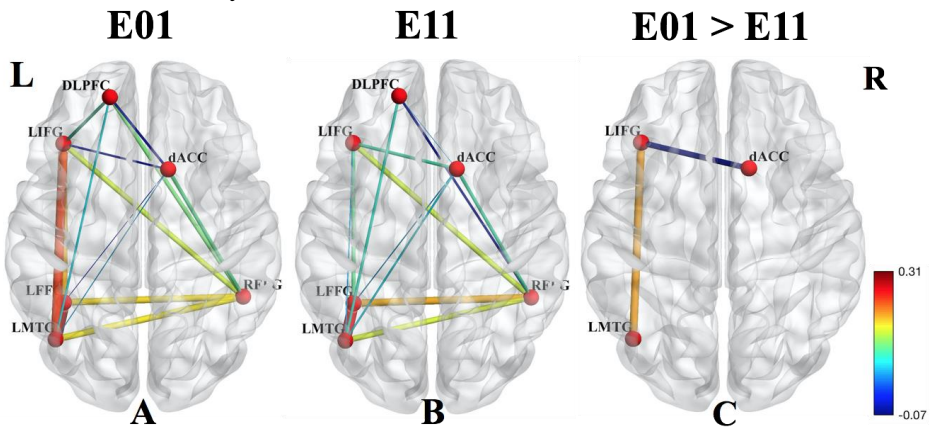 E01 E11 E01 > E11
L R
DLPFC DLPFC
LIFG LIFG LIFG
dACC dACC dACC
LFF
LFFG
LMTG LMTG LMTG
0.31
-0.07
A B C